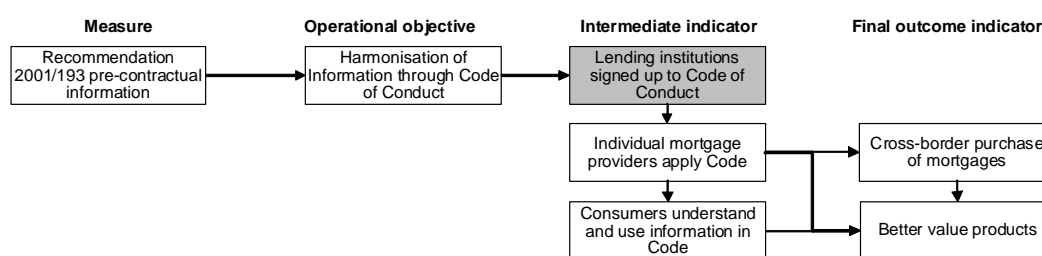 Measure
Operational objective
Intermediate indicator
Final outcome indicator
Recommendation
2001/193 pre-contractual
information
Harmonisation of
Information through Code
of Conduct
Lending institutions
signed up to Code of
Conduct
Individual mortgage
providers apply Code
Cross-border purchase
of mortgages
Consumers understand
and use information in
Code
Better value products